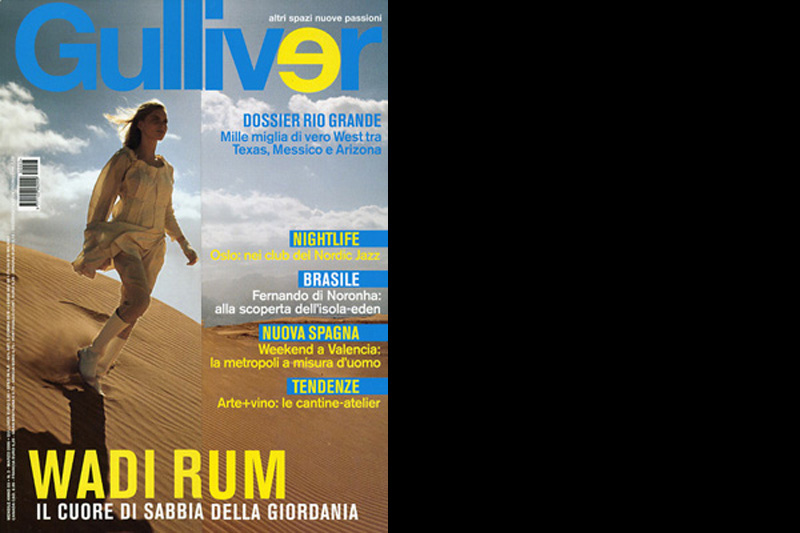 altri spazi nuove passioni
Gulliver
DOSSIER RIO GRANDE
Mille miglia di vero West tra
Texas, Messico e Arizona
NIGHTLIFE
Oslo: nei club del Nordic Jazz
BRASILE
Fernando di Noronha:
alla scoperta dell'isola-eden
NUOVA SPAGNA
Weekend a Valencia:
la metropoli a misura d'uomo
TENDENZE
Arte+vino: le cantine-atelier
WADI RUM
IL CUORE DI SABBIA DELLA GIORDANIA